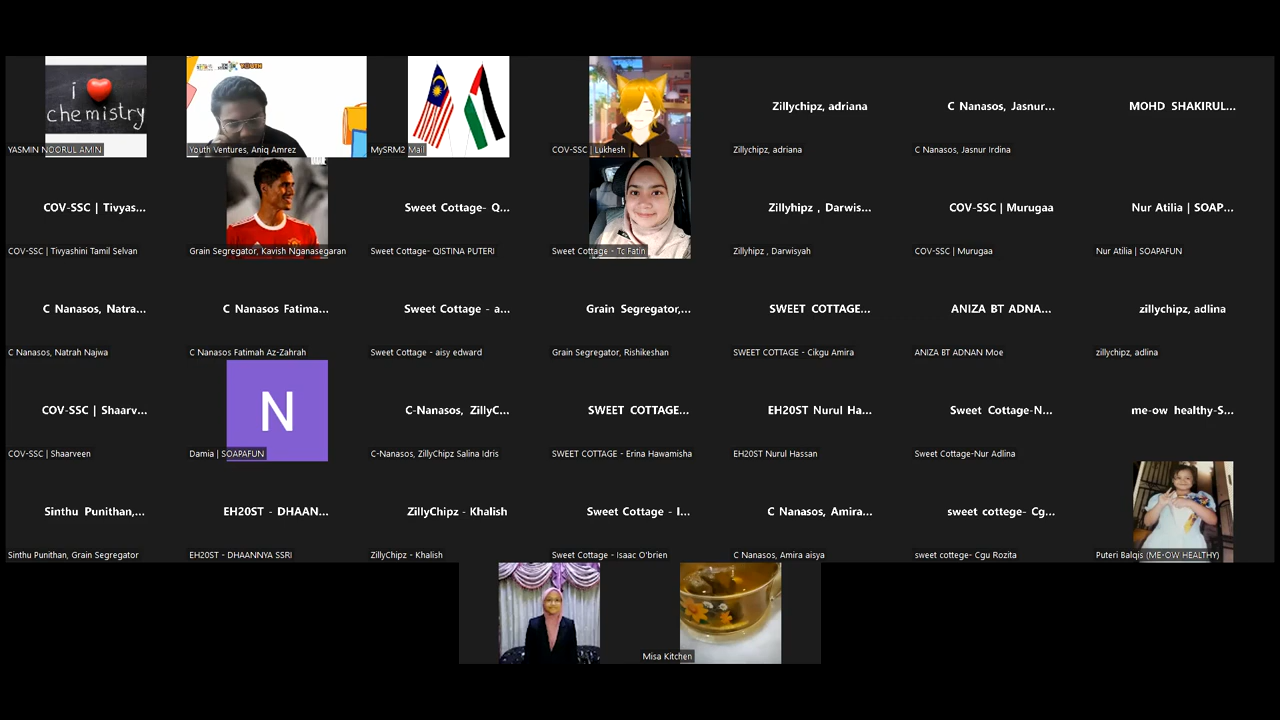 i
chemistry
YOUTH
YASMIN NOORUL AMIN
Youth Ventures, Aniq Amrez
MySRM2 Mail
COV-SSC | Lukhesh
Zillychipz, adriana
Zillychipz, adriana
C Nanasos, Jasnur...
C Nanasos, Jasnur Irdina
MOHD SHAKIRUL...
COV-SSC | Tivyas...
COV-SSC | Tivyashini Tamil Selvan
Grain Segregator, Kavish Nganasegaran
Sweet Cottage- Q...
Sweet Cottage- QISTINA PUTERI
Sweet Cottage - Tc Fatin
Zillyhipz , Darwis...
Zillyhipz , Darwisyah
COV-SSC | Murugaa
COV-SSC | Murugaa
Nur Atilia | SOAP...
Nur Atilia | SOAPAFUN
C Nanasos, Natra...
C Nanasos, Natrah Najwa
C Nanasos Fatima...
C Nanasos Fatimah Az-Zahrah
Sweet Cottage - a...
Sweet Cottage - aisy edward
Grain Segregator,...
Grain Segregator, Rishikeshan
SWEET COTTAGE...
SWEET COTTAGE - Cikgu Amira
ANIZA BT ADNA...
ANIZA BT ADNAN Moe
zillychipz, adlina
zillychipz, adlina
COV-SSC | Shaarv...
COV-SSC | Shaarveen
N
Damia | SOAPAFUN
C-Nanasos, ZillyC...
C-Nanasos, ZillyChipz Salina Idris
SWEET COTTAGE...
SWEET COTTAGE - Erina Hawamisha
EH20ST Nurul Ha...
EH20ST Nurul Hassan
Sweet Cottage-N...
Sweet Cottage-Nur Adlina
me-ow healthy-S...
Sinthu Punithan,...
Sinthu Punithan, Grain Segregator
EH20ST - DHAAN...
EH20ST - DHAANNYA SSRI
ZillyChipz - Khalish
ZillyChipz - Khalish
Sweet Cottage - I...
Sweet Cottage - Isaac O'brien
C Nanasos, Amira...
C Nanasos, Amira aisya
sweet cottege- Cg...
sweet cottege- Cgu Rozita
Puteri Balqis (ME-OW HEALTHY)
Misa Kitchen